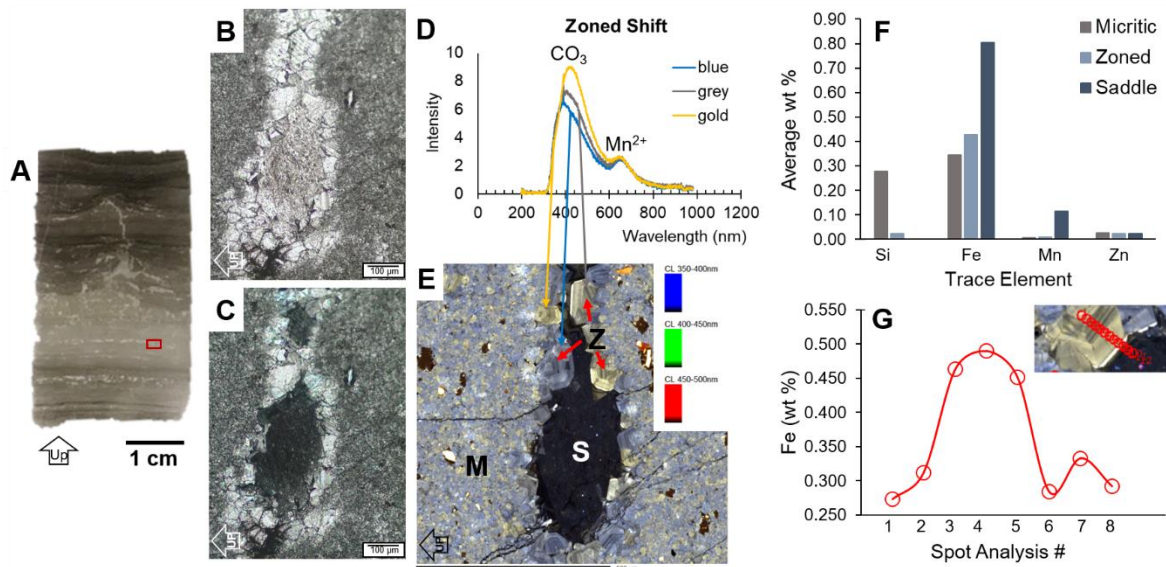 A
Up
1 cm
B
UP
100 µm
C
UP
100 µm
D
Zoned Shift
CO3
Mn2+
blue
grey
gold
Intensity
10
8
6
4
2
0
0 200 400 600 800 1000 1200
Wavelength (nm)
E
CL 350-400nm
CL 400-450nm
CL 450-500nm
Z
S
M
UP
F
Micritic
Zoned
Saddle
Average wt %
0.90
0.80
0.70
0.60
0.50
0.40
0.30
0.20
0.10
0.00
Si Fe Mn Zn
Trace Element
G
Fe (wt %)
0.550
0.500
0.450
0.400
0.350
0.300
0.250
1 2 3 4 5 6 7 8
Spot Analysis #